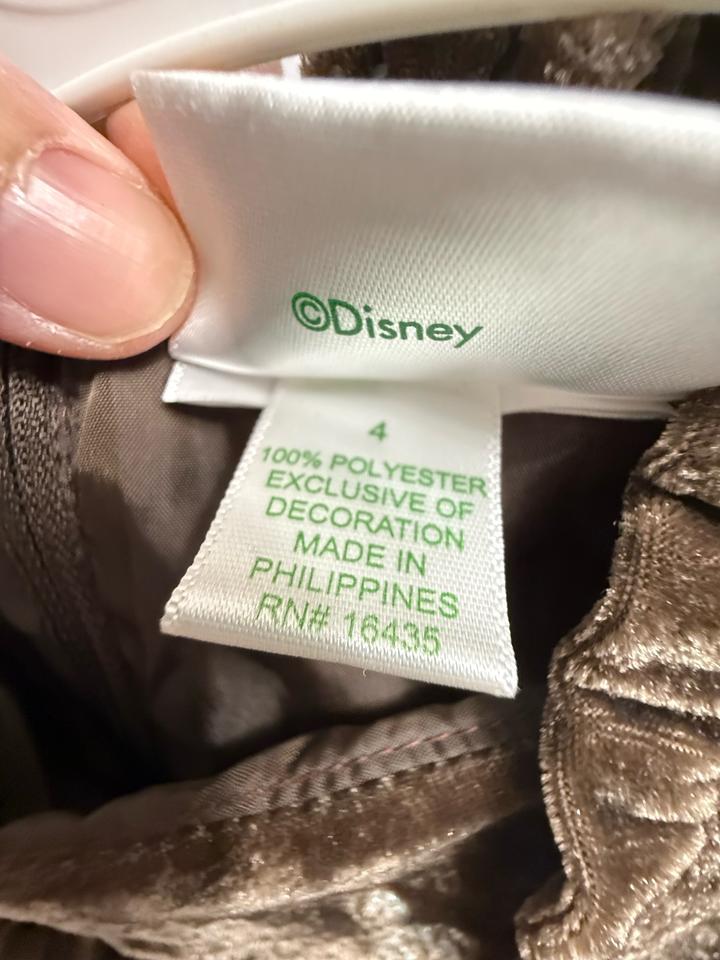 ©Disney
4
100% POLYESTER
EXCLUSIVE OF
DECORATION
MADE IN
PHILIPPINES
RN# 16435